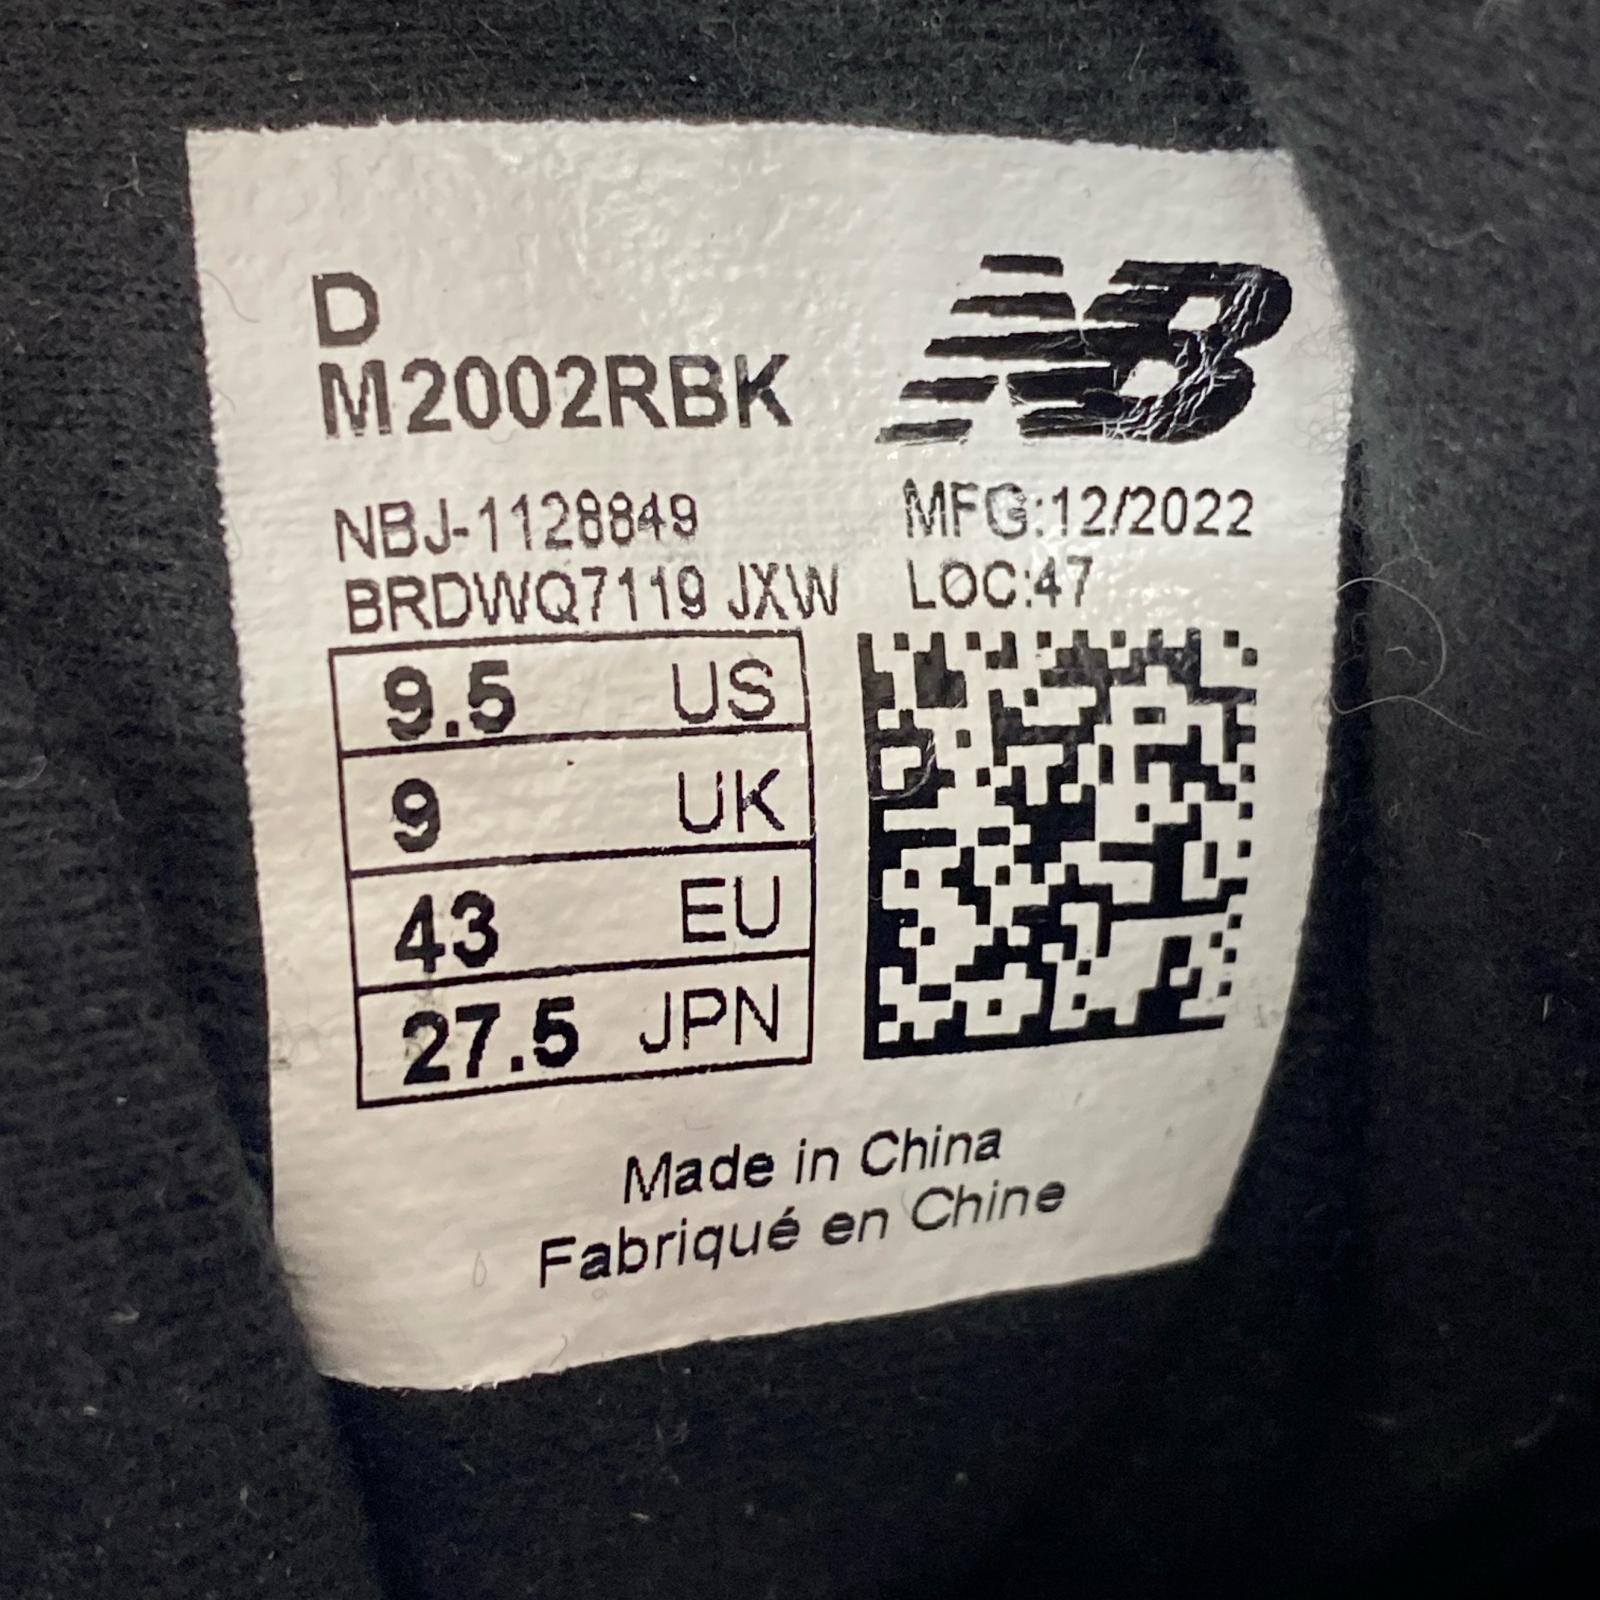 D
M2002RBK
NB
NBJ-1128849
MFG:12/2022
BRDWQ7119 JXW
LOC:47
9.5 US
9 UK
43 EU
27.5 JPN
Made in China
Fabriqué en Chine